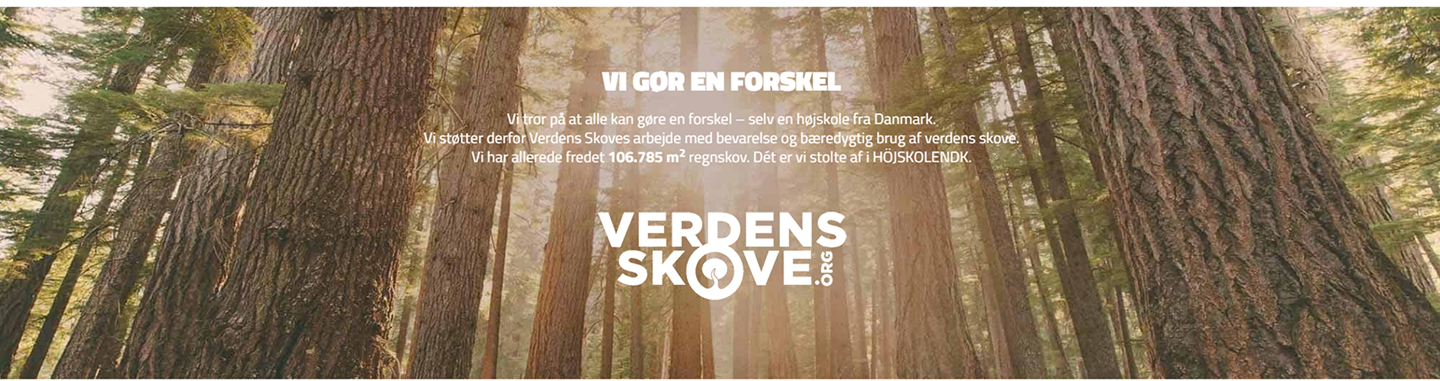 VI GØR EN FORSKEL
Vi tror på at alle kan gøre en forskel – selv en højskole fra Danmark.
Vi støtter derfor Verdens Skoves arbejde med bevarelse og bæredygtig brug af verdens skove.
Vi har allerede fredet 106.785 m² regnskov. Dét er vi stolte af i HÖJSKOLENDK.
VERDENS
SKOVE.ORG